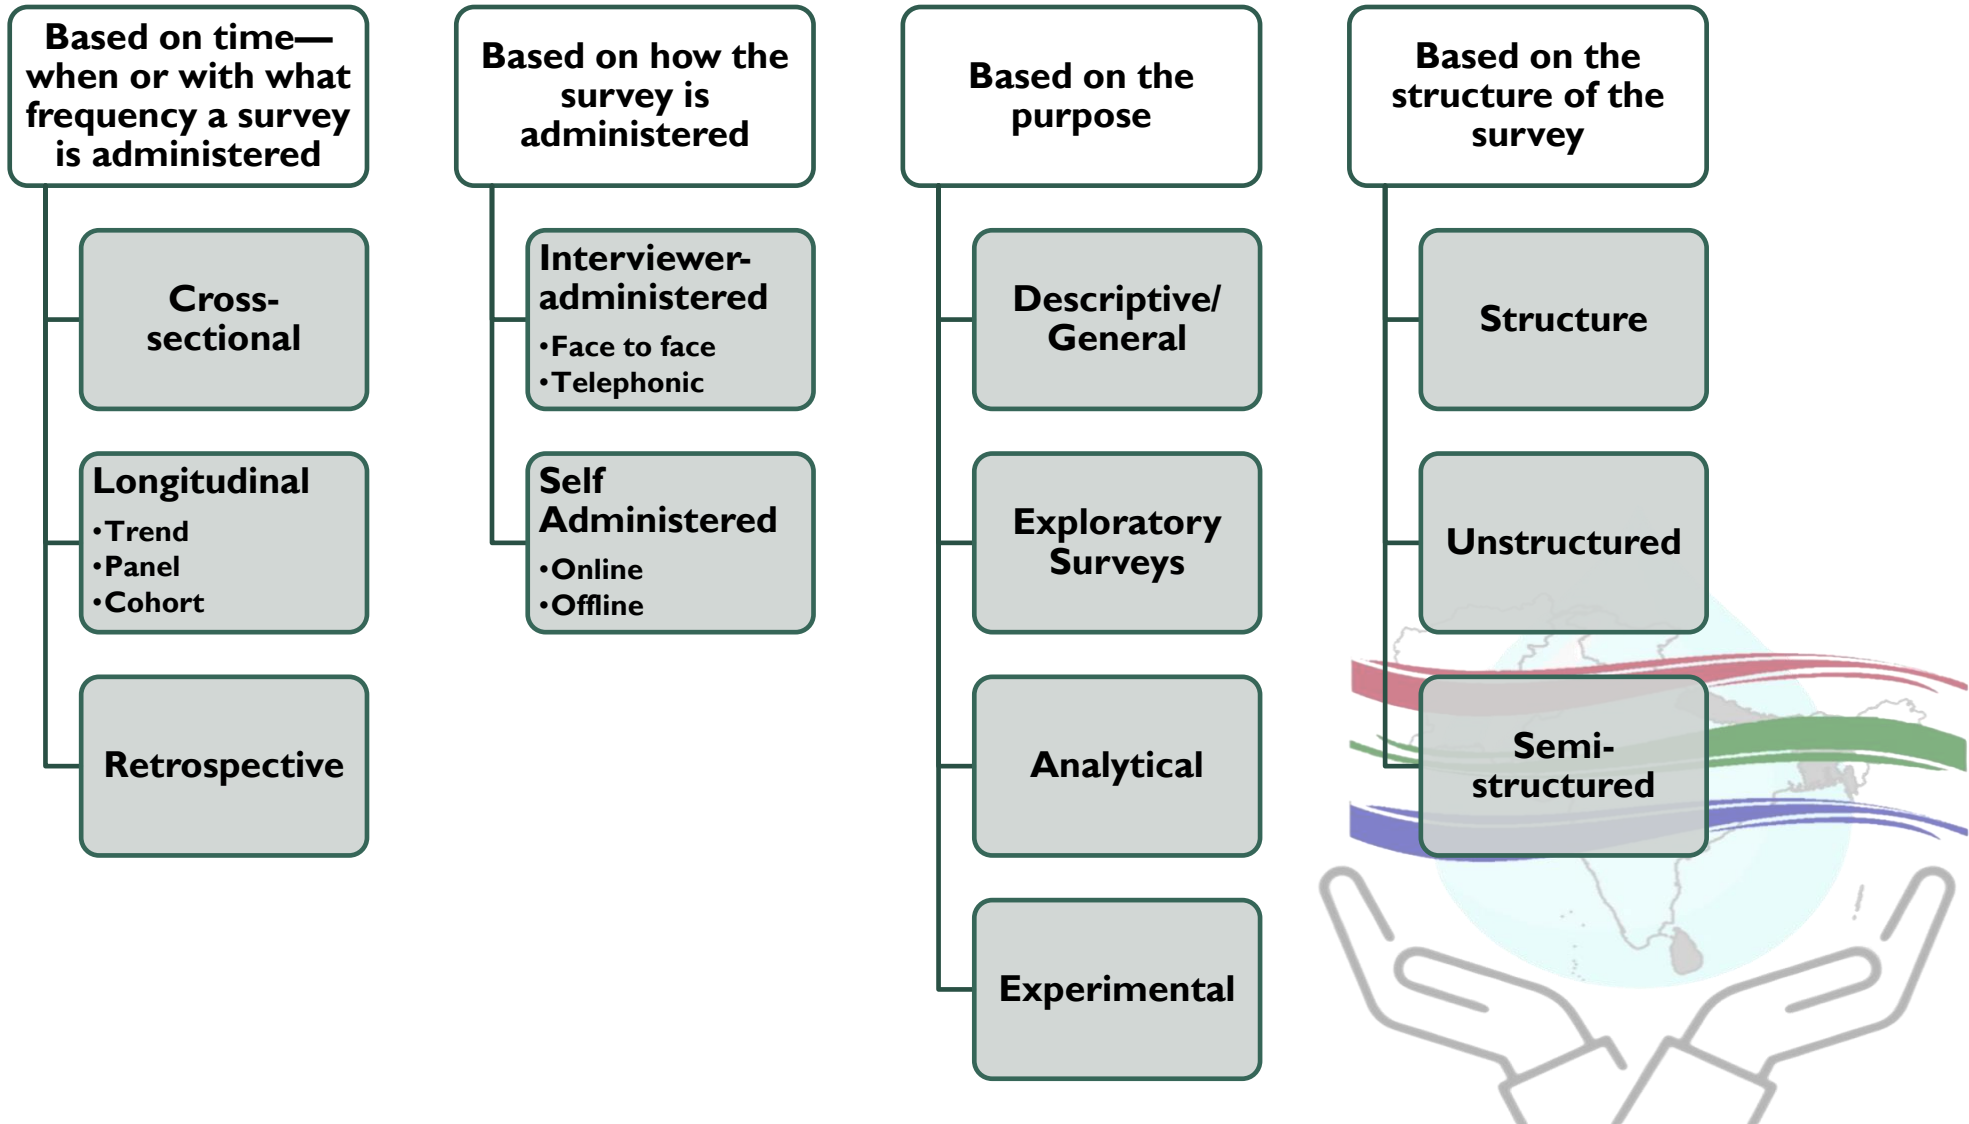 Based on time—
when or with what
frequency a survey
is administered
Cross-
sectional
Longitudinal
•Trend
•Panel
•Cohort
Retrospective
Based on how the
survey is
administered
Interviewer-
administered
•Face to face
•Telephonic
Self
Administered
•Online
•Offline
Based on the
purpose
Descriptive/
General
Exploratory
Surveys
Analytical
Experimental
Based on the
structure of the
survey
Structure
Unstructured
Semi-
structured